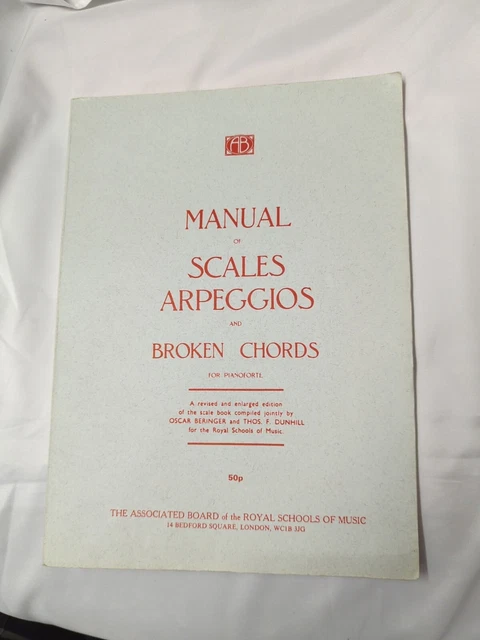 AB
MANUAL
OF
SCALES
ARPEGGIOS
AND
BROKEN CHORDS
FOR PIANOFORTE
A revised and enlarged edition
of the scale book compiled jointly by
OSCAR BERINGER and THOS. F. DUNHILL
for the Royal Schools of Music.
50p
THE ASSOCIATED BOARD of the ROYAL SCHOOLS OF MUSIC
14 BEDFORD SQUARE, LONDON, WC1B 3JG